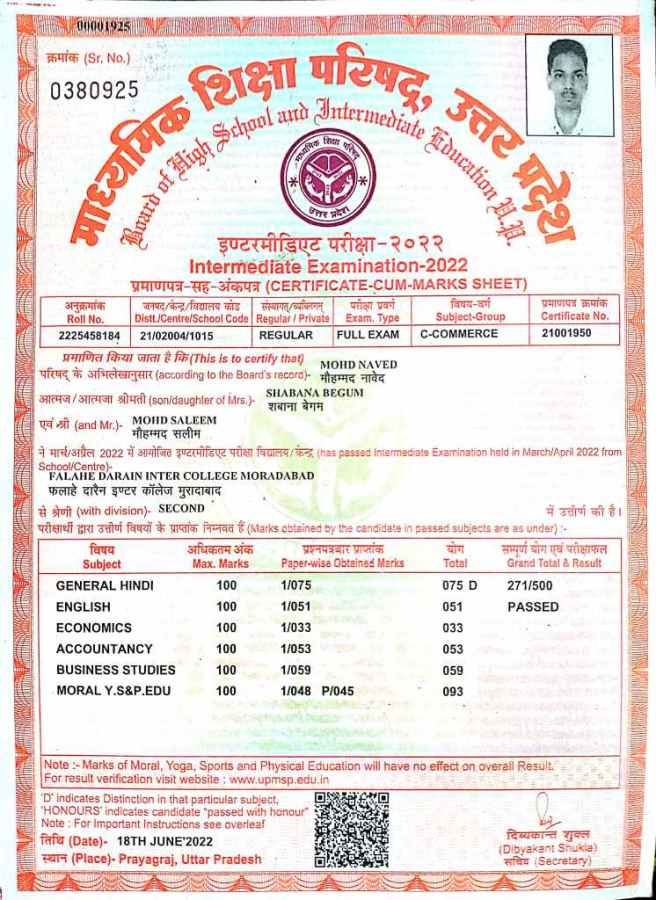 00001925
क्रमांक (Sr. No.)
0380925
माध्यमिक शिक्षा परिषद्, उत्तर प्रदेश
Board of High School and Intermediate Education U.P.
माध्यमिक शिक्षा परिषद्
उत्तर प्रदेश
इण्टरमीडिएट परीक्षा-२०२२
Intermediate Examination-2022
प्रमाणपत्र-सह-अंकपत्र (CERTIFICATE-CUM-MARKS SHEET)
अनुक्रमांक जनपद/केन्द्र/विद्यालय कोड संस्थागत/व्यक्तिगत परीक्षा प्रवर्ग विषय-वर्ग प्रमाणपत्र क्रमांक
Roll No. Distt./Centre/School Code Regular / Private Exam. Type Subject-Group Certificate No.
2225458184 21/02004/1015 REGULAR FULL EXAM C-COMMERCE 21001950
प्रमाणित किया जाता है कि (This is to certify that) MOHD NAVED
परिषद् के अभिलेखानुसार (according to the Board's record)- मौहम्मद नावेद
आत्मज / आत्मजा श्रीमती (son/daughter of Mrs.)- SHABANA BEGUM
शबाना बेगम
एवं श्री (and Mr.)- MOHD SALEEM
मौहम्मद सलीम
ने मार्च/अप्रैल 2022 में आयोजित इण्टरमीडिएट परीक्षा विद्यालय/केन्द्र (has passed Intermediate Examination held in March/April 2022 from
School/Centre)-
FALAHE DARAIN INTER COLLEGE MORADABAD
फलाहे दारैन इण्टर कॉलेज मुरादाबाद
से श्रेणी (with division)- SECOND में उत्तीर्ण की है।
परीक्षार्थी द्वारा उत्तीर्ण विषयों के प्राप्तांक निम्नवत हैं (Marks obtained by the candidate in passed subjects are as under) :-
विषय अधिकतम अंक प्रश्नपत्रवार प्राप्तांक योग सम्पूर्ण योग एवं परीक्षाफल
Subject Max. Marks Paper-wise Obtained Marks Total Grand Total & Result
GENERAL HINDI 100 1/075 075 D 271/500
ENGLISH 100 1/051 051 PASSED
ECONOMICS 100 1/033 033
ACCOUNTANCY 100 1/053 053
BUSINESS STUDIES 100 1/059 059
MORAL Y.S&P.EDU 100 1/048 P/045 093
Note :- Marks of Moral, Yoga, Sports and Physical Education will have no effect on overall Result.
For result verification visit website : www.upmsp.edu.in
'D' indicates Distinction in that particular subject,
'HONOURS' indicates candidate "passed with honour"
Note : For Important Instructions see overleaf
तिथि (Date)- 18TH JUNE'2022
स्थान (Place)- Prayagraj, Uttar Pradesh
दिब्यकान्त शुक्ल
(Dibyakant Shukla)
सचिव (Secretary)